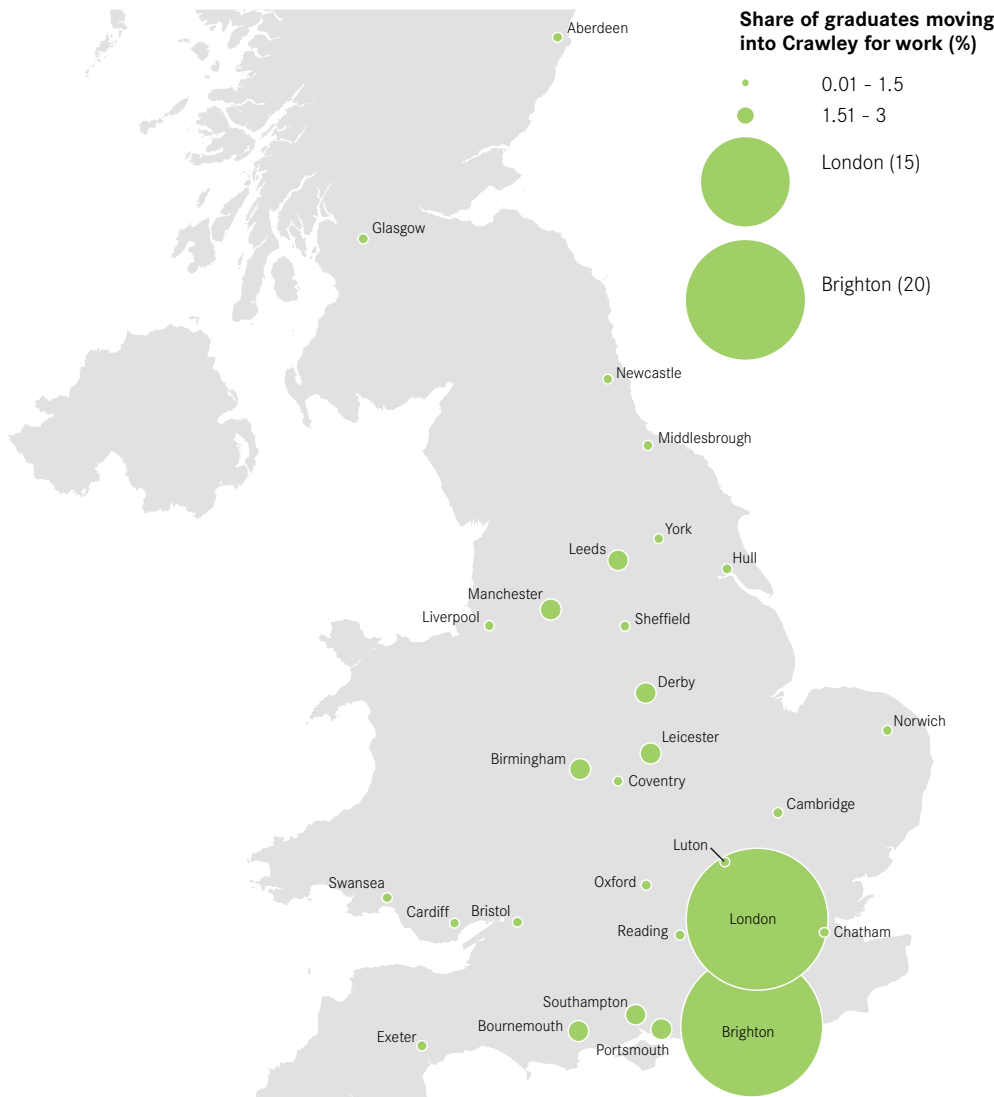 Share of graduates moving
into Crawley for work (%)
0.01 - 1.5
1.51 - 3
London (15)
Brighton (20)
Aberdeen
Glasgow
Newcastle
Middlesbrough
York
Leeds
Hull
Manchester
Liverpool
Sheffield
Derby
Norwich
Leicester
Birmingham
Coventry
Cambridge
Luton
Oxford
Swansea
Cardiff
Bristol
London
Reading
Chatham
Southampton
Bournemouth
Brighton
Exeter
Portsmouth